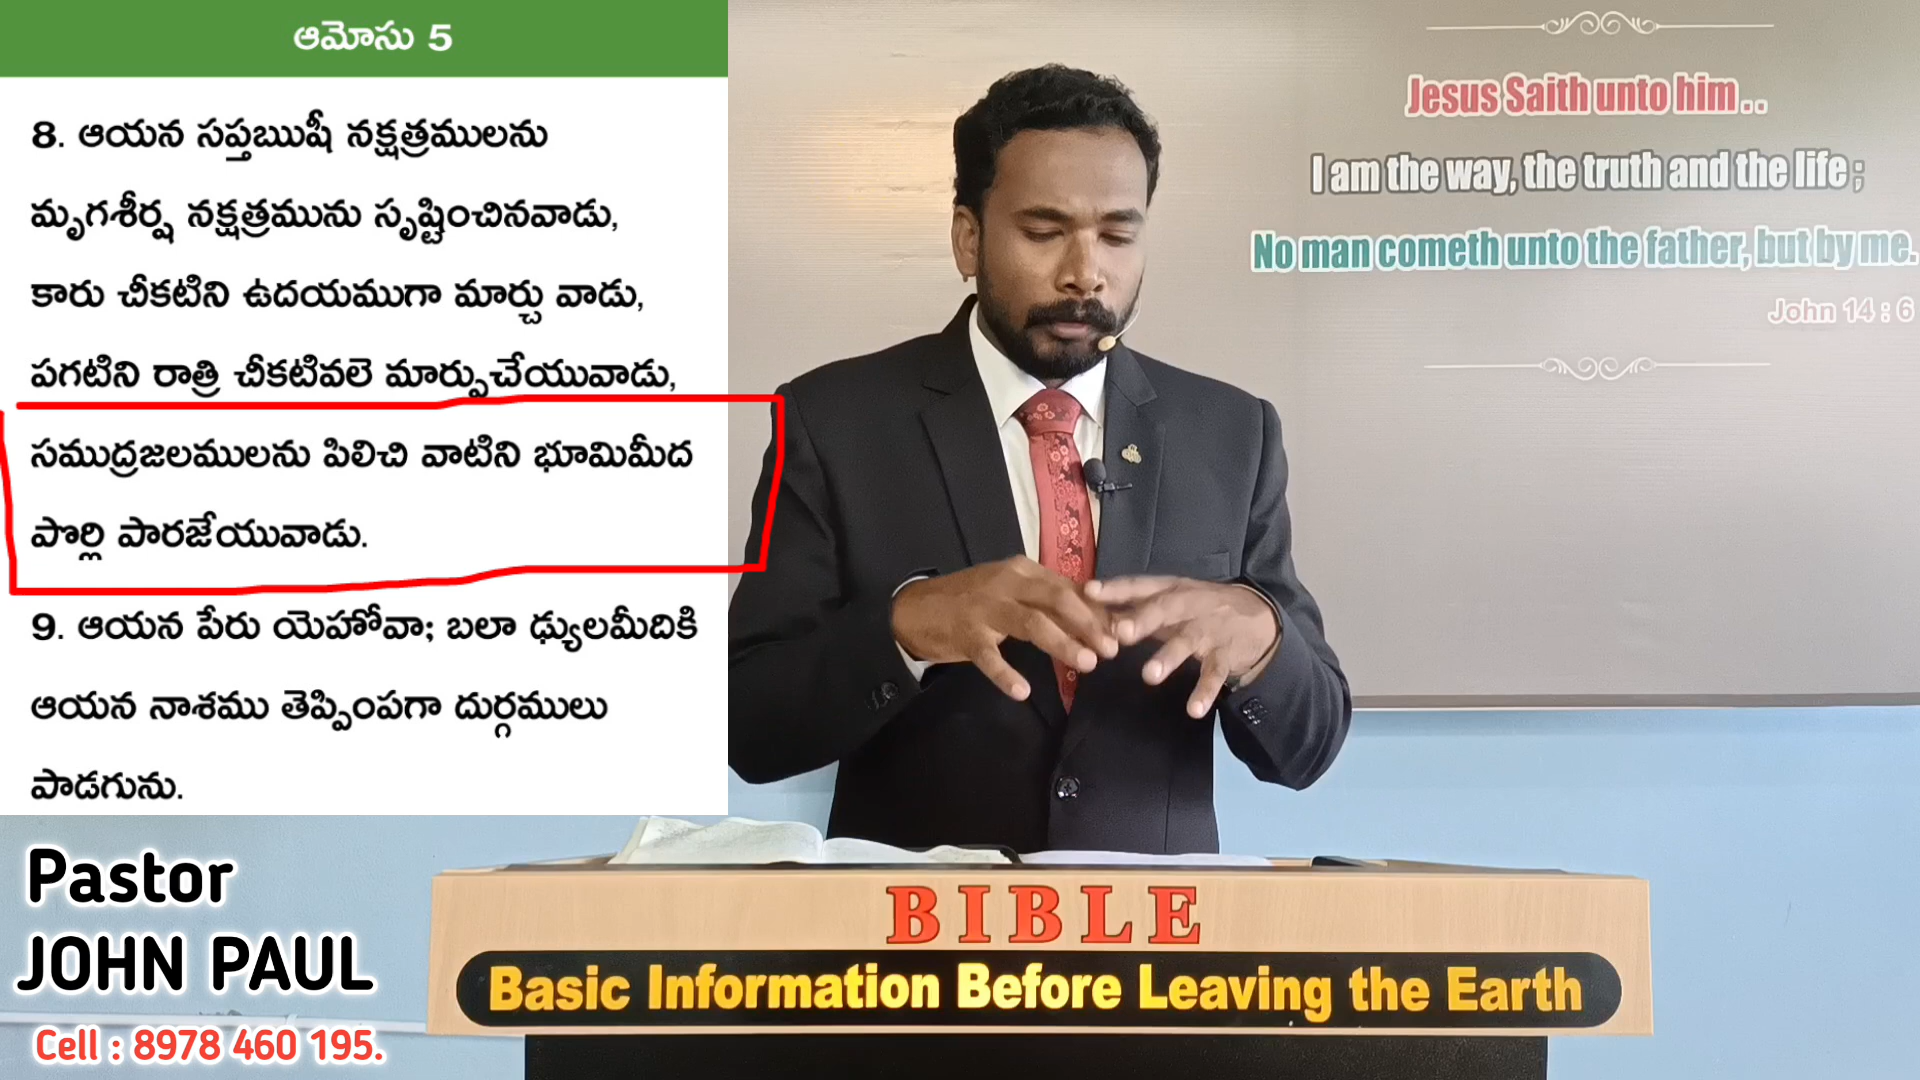 ఆమోసు 5
8. ఆయన సప్తఋషీ నక్షత్రములను
మృగశీర్ష నక్షత్రమును సృష్టించినవాడు,
కారు చీకటిని ఉదయముగా మార్చు వాడు,
పగటిని రాత్రి చీకటివలె మార్పుచేయువాడు,
సముద్రజలములను పిలిచి వాటిని భూమిమీద
పొర్లి పారజేయువాడు.
9. ఆయన పేరు యెహోవా; బలా ఢ్యులమీదికి
ఆయన నాశము తెప్పింపగా దుర్గములు
పాడగును.
Pastor
JOHN PAUL
Cell : 8978 460 195.
Jesus Saith unto him . .
I am the way, the truth and the life ;
No man cometh unto the father, but by me.
John 14 : 6
BIBLE
Basic Information Before Leaving the Earth